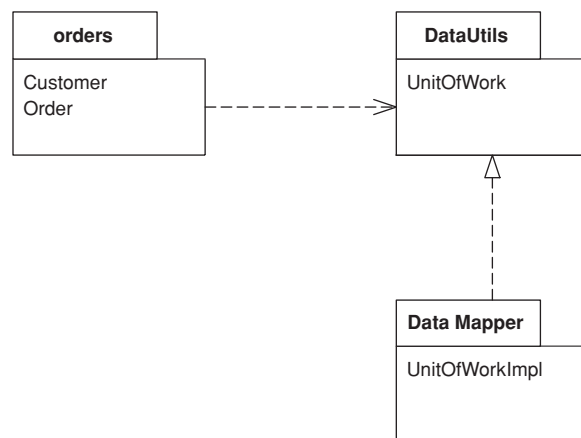 orders
Customer
Order
DataUtils
UnitOfWork
Data Mapper
UnitOfWorkImpl